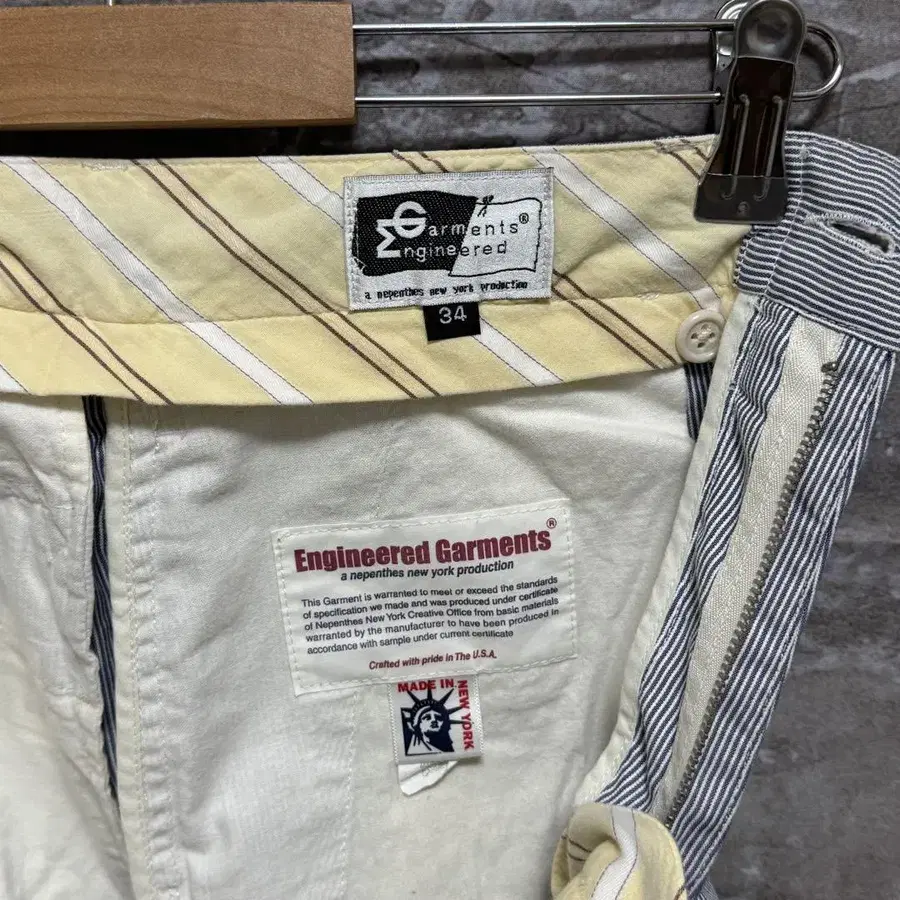 EG
Garments®
Engineered
a nepenthes new york production
34
Engineered Garments®
a nepenthes new york production
This Garment is warranted to meet or exceed the standards
of specification we made and was produced under certificate
of Nepenthes New York Creative Office from basic materials
warranted by the manufacturer to have been produced in
accordance with sample under current certificate
Crafted with pride in The U.S.A.
MADE IN
NEW YORK